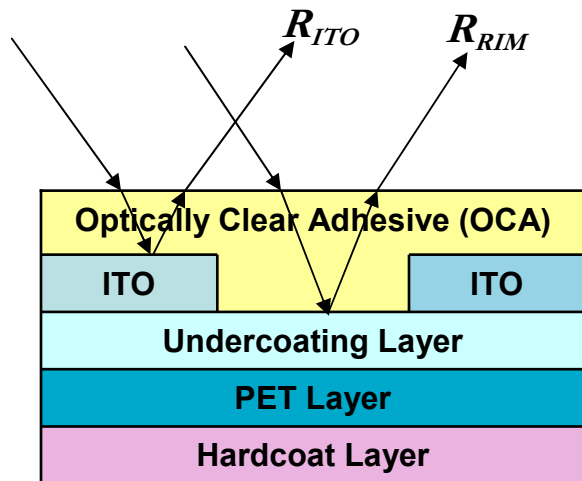 R_ITO
R_RIM
Optically Clear Adhesive (OCA)
ITO
ITO
Undercoating Layer
PET Layer
Hardcoat Layer